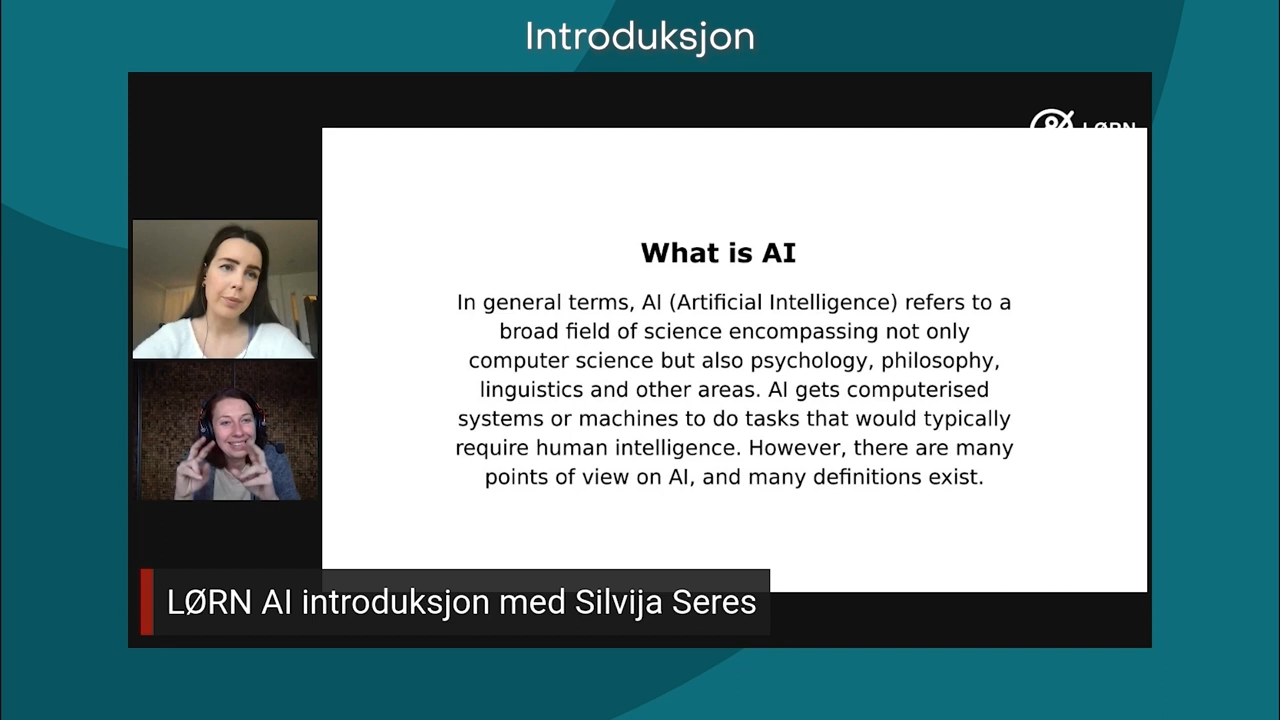 Introduksjon
LØRN
What is AI
In general terms, AI (Artificial Intelligence) refers to a
broad field of science encompassing not only
computer science but also psychology, philosophy,
linguistics and other areas. AI gets computerised
systems or machines to do tasks that would typically
require human intelligence. However, there are many
points of view on AI, and many definitions exist.
LØRN AI introduksjon med Silvija Seres